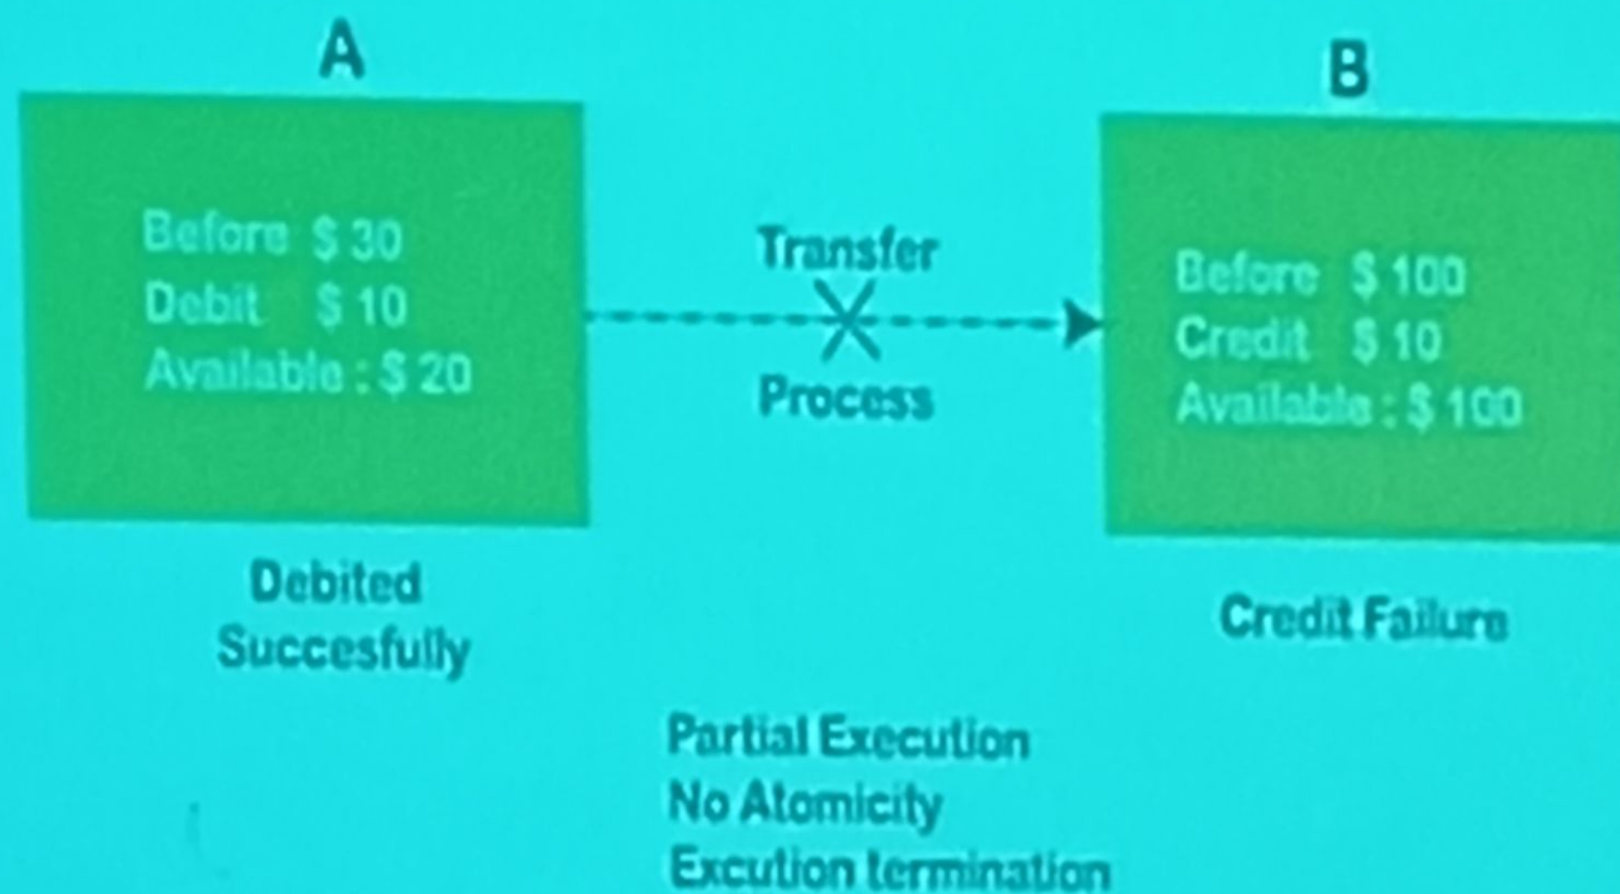 A
B
Before $ 30
Debit $ 10
Available : $ 20
Transfer
Process
Before $ 100
Credit $ 10
Available : $ 100
Debited
Succesfully
Credit Failure
Partial Execution
No Atomicity
Excution termination